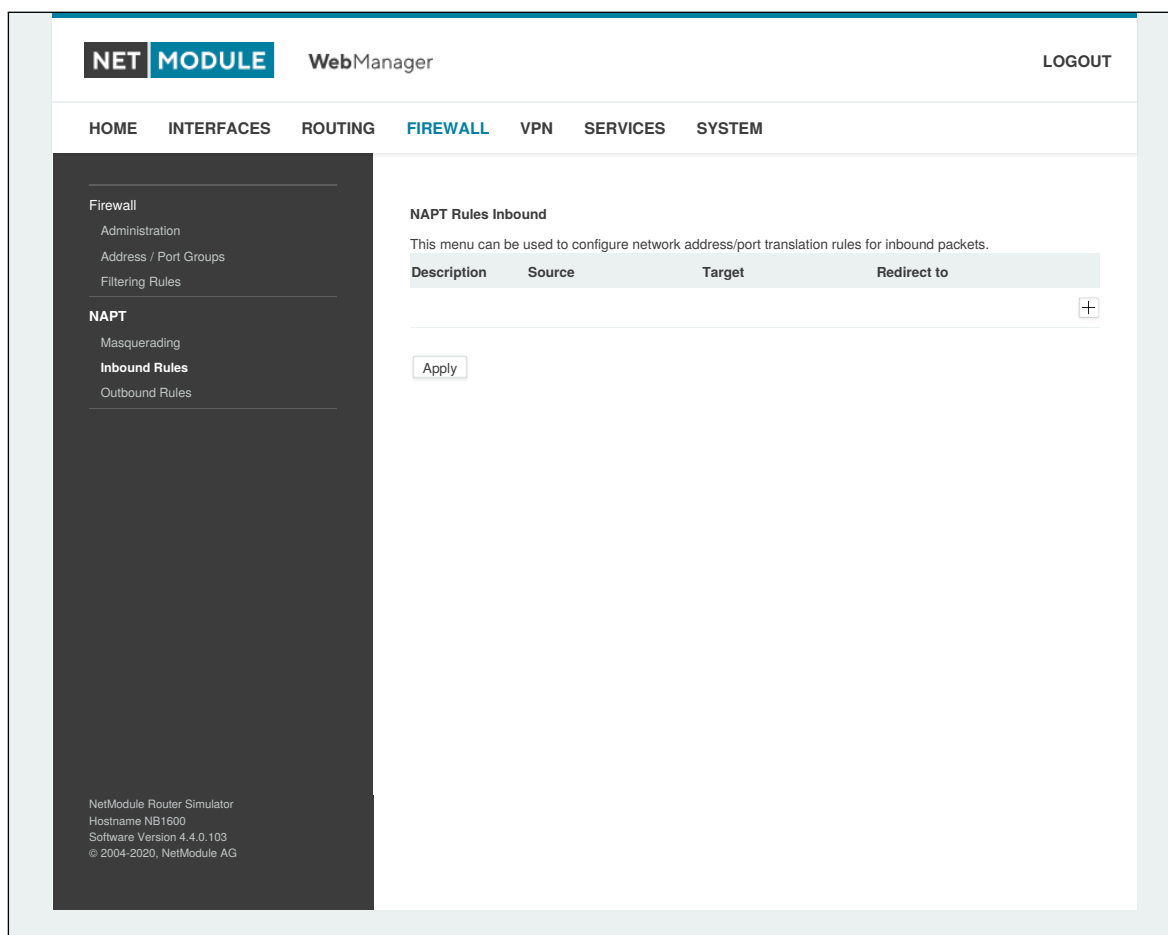 NET MODULE WebManager LOGOUT
HOME INTERFACES ROUTING FIREWALL VPN SERVICES SYSTEM
Firewall
Administration
Address / Port Groups
Filtering Rules
NAPT
Masquerading
Inbound Rules
Outbound Rules
NAPT Rules Inbound
This menu can be used to configure network address/port translation rules for inbound packets.
Description Source Target Redirect to
Apply
NetModule Router Simulator
Hostname NB1600
Software Version 4.4.0.103
© 2004-2020, NetModule AG